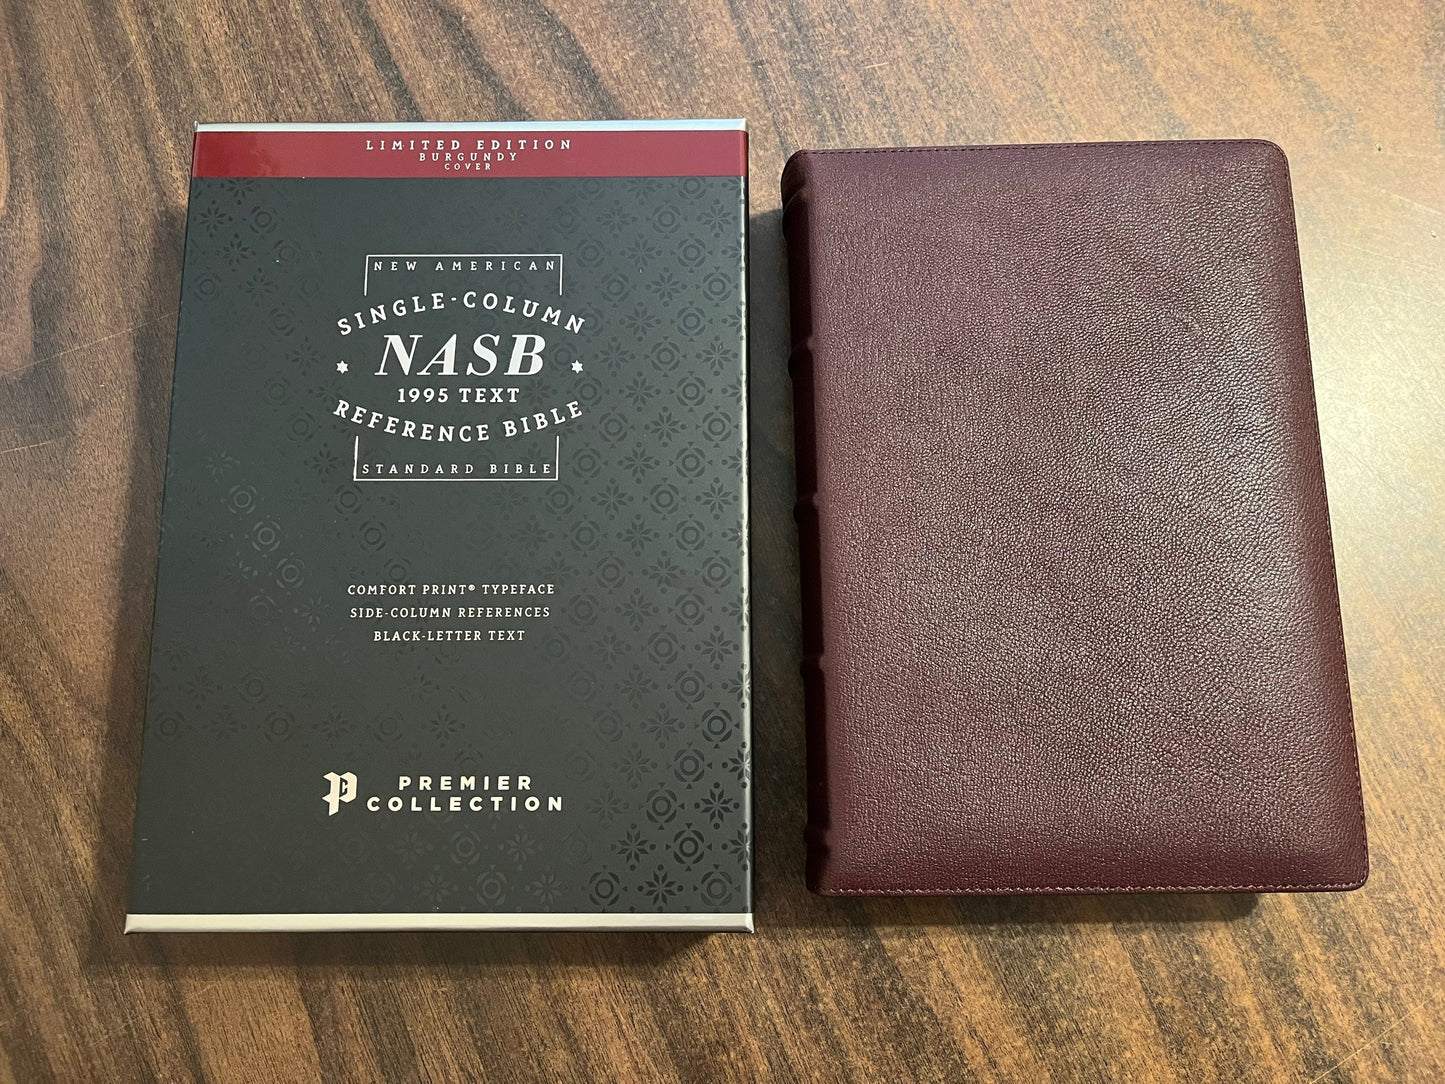 LIMITED EDITION
BURGUNDY
COVER
NEW AMERICAN
SINGLE-COLUMN
NASB
1995 TEXT
REFERENCE BIBLE
STANDARD BIBLE
COMFORT PRINT® TYPEFACE
SIDE-COLUMN REFERENCES
BLACK-LETTER TEXT
PREMIER
COLLECTION